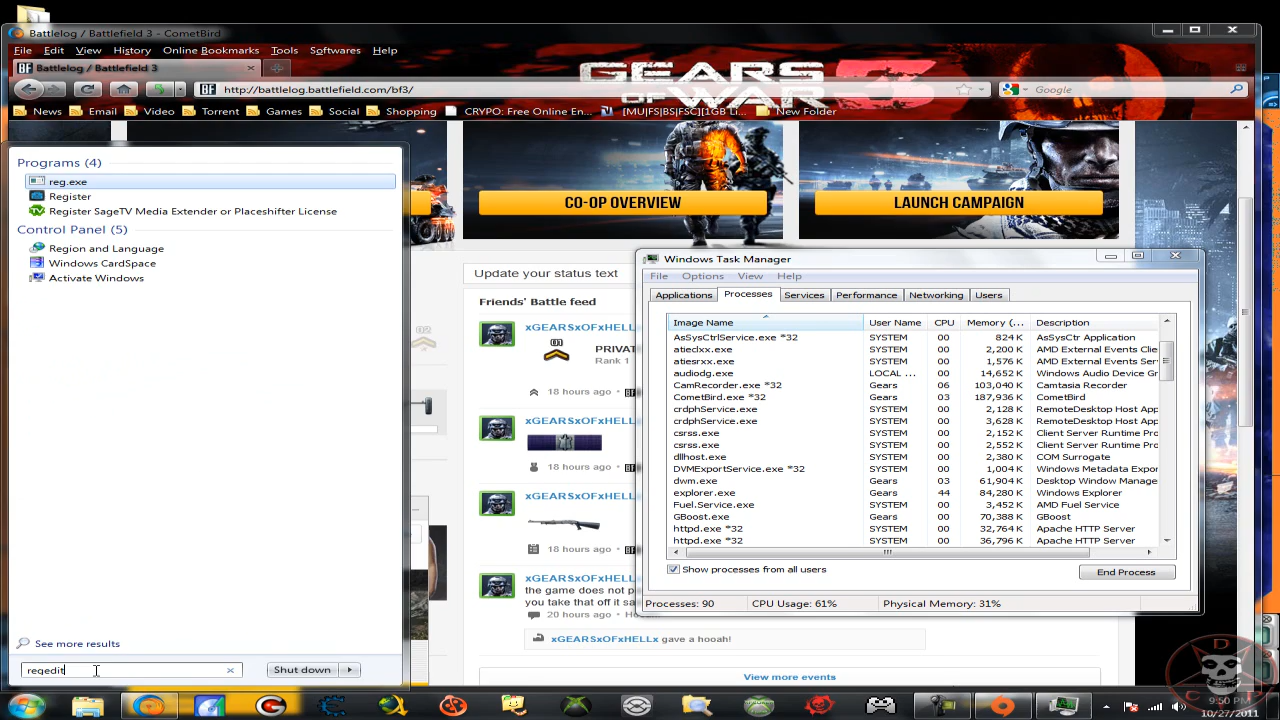 Battlelog / Battlefield 3 - CometBird
File Edit View History Online Bookmarks Tools Softwares Help
Battlelog / Battlefield 3
GEARS OF WAR 3
http://battlelog.battlefield.com/bf3/
Google
News Email Video Torrent Games Social Shopping CRYPO: Free Online En... [MU|FS|BS|FSC][1GB Li... New Folder
Programs (4)
reg.exe
Register
Register SageTV Media Extender or Placeshifter License
Control Panel (5)
Region and Language
Windows CardSpace
Activate Windows
See more results
regedit
Shut down
CO-OP OVERVIEW
LAUNCH CAMPAIGN
Update your status text
Friends' Battle feed
xGEARSxOFxHELL
01
PRIVAT
Rank 1
18 hours ago
xGEARSxOFxHELL
18 hours ago
xGEARSxOFxHELL
18 hours ago
xGEARSxOFxHELL
the game does not p
you take that off it sa
20 hours ago
xGEARSxOFxHELLx gave a hooah!
View more events
02
Windows Task Manager
File Options View Help
Applications Processes Services Performance Networking Users
Image Name User Name CPU Memory (... Description
AsSysCtrlService.exe *32 SYSTEM 00 824 K AsSysCtr Application
atieclxx.exe SYSTEM 00 2,200 K AMD External Events Clie
atiesrxx.exe SYSTEM 00 1,576 K AMD External Events Ser
audiodg.exe LOCAL ... 00 14,652 K Windows Audio Device Gr
CamRecorder.exe *32 Gears 06 103,040 K Camtasia Recorder
CometBird.exe *32 Gears 03 187,936 K CometBird
crdphService.exe SYSTEM 00 2,128 K RemoteDesktop Host App
crdphService.exe SYSTEM 00 3,628 K RemoteDesktop Host App
csrss.exe SYSTEM 00 2,152 K Client Server Runtime Pro
csrss.exe SYSTEM 00 2,552 K Client Server Runtime Pro
dllhost.exe SYSTEM 00 2,380 K COM Surrogate
DVMExportService.exe *32 SYSTEM 00 1,004 K Windows Metadata Expor
dwm.exe Gears 03 61,904 K Desktop Window Manage
explorer.exe Gears 44 84,280 K Windows Explorer
Fuel.Service.exe SYSTEM 00 3,452 K AMD Fuel Service
GBoost.exe Gears 00 70,388 K GBoost
httpd.exe *32 SYSTEM 00 32,764 K Apache HTTP Server
httpd.exe *32 SYSTEM 00 36,796 K Apache HTTP Server
Show processes from all users
End Process
Processes: 90 CPU Usage: 61% Physical Memory: 31%
9:50 PM
10/27/2011